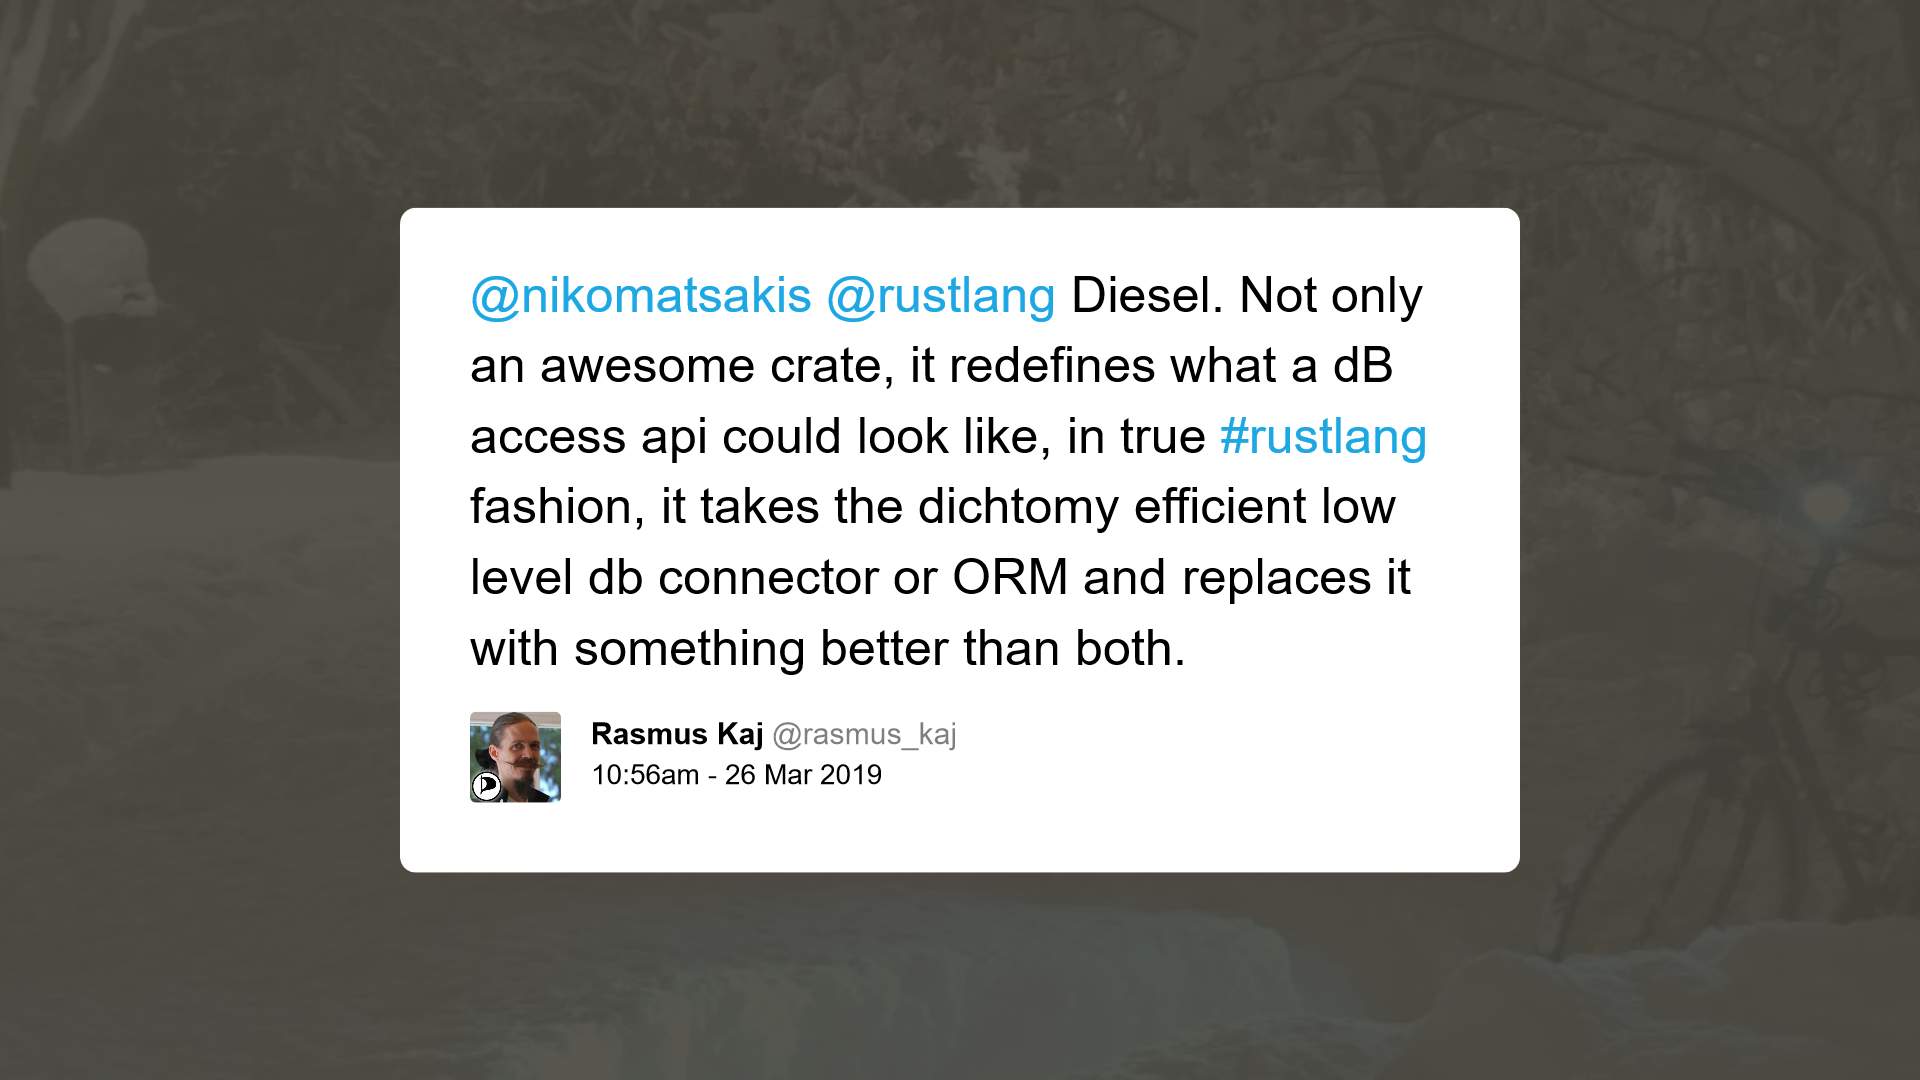 @nikomatsakis @rustlang Diesel. Not only
an awesome crate, it redefines what a dB
access api could look like, in true #rustlang
fashion, it takes the dichtomy efficient low
level db connector or ORM and replaces it
with something better than both.
Rasmus Kaj @rasmus_kaj
10:56am - 26 Mar 2019